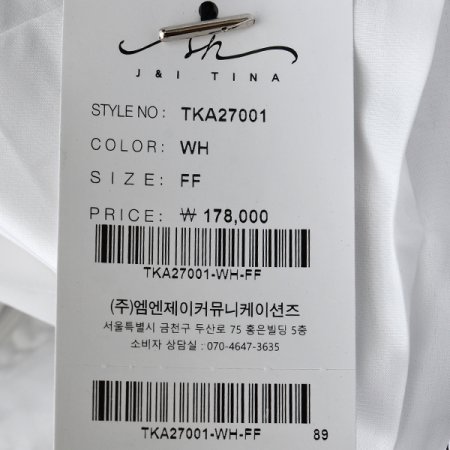 sh
J & I TINA
STYLE NO: TKA27001
COLOR: WH
SIZE: FF
PRICE: ₩ 178,000
TKA27001-WH-FF
(주)엠엔제이커뮤니케이션즈
서울특별시 금천구 두산로 75 홍은빌딩 5층
소비자 상담실 : 070-4647-3635
TKA27001-WH-FF 89